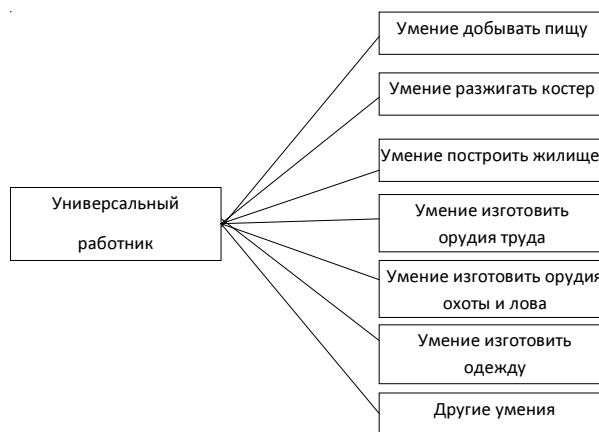 Умение добывать пищу
Умение разжигать костер
Умение построить жилище
Универсальный
работник
Умение изготовить
орудия труда
Умение изготовить орудия
охоты и лова
Умение изготовить
одежду
Другие умения